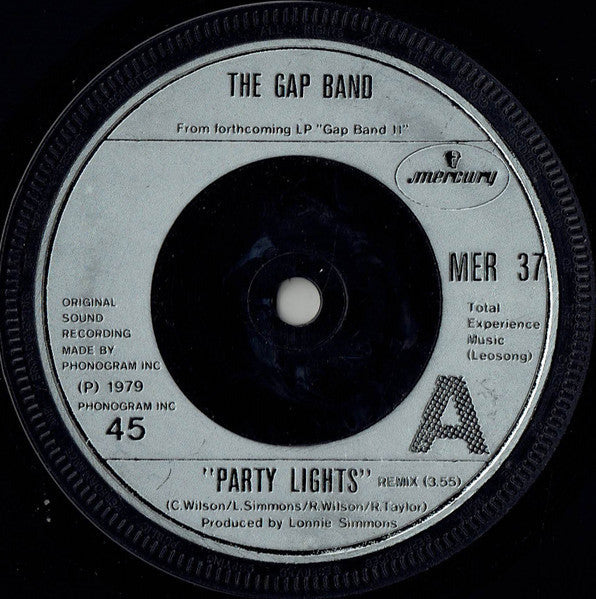 THE GAP BAND
From forthcoming LP "Gap Band II"
mercury
MER 37
ORIGINAL
SOUND
RECORDING
MADE BY
PHONOGRAM INC
(P) 1979
PHONOGRAM INC
45
Total
Experience
Music
(Leosong)
A
"PARTY LIGHTS" REMIX (3.55)
(C.Wilson/L.Simmons/R.Wilson/R.Taylor)
Produced by Lonnie Simmons